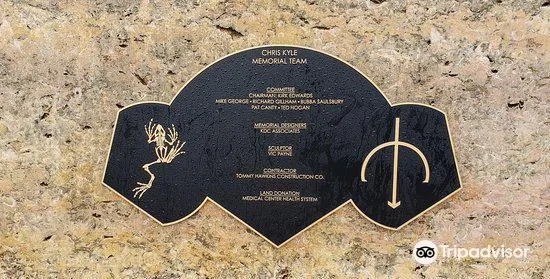 CHRIS KYLE
MEMORIAL TEAM
COMMITTEE
CHAIRMAN: KIRK EDWARDS
MIKE GEORGE • RICHARD GILLHAM • BUBBA SAULSBURY
PAT CANTY • TED HOGAN
MEMORIAL DESIGNERS
KDC ASSOCIATES
SCULPTOR
VIC PAYNE
CONTRACTOR
TOMMY HAWKINS CONSTRUCTION CO.
LAND DONATION
MEDICAL CENTER HEALTH SYSTEM
Tripadvisor